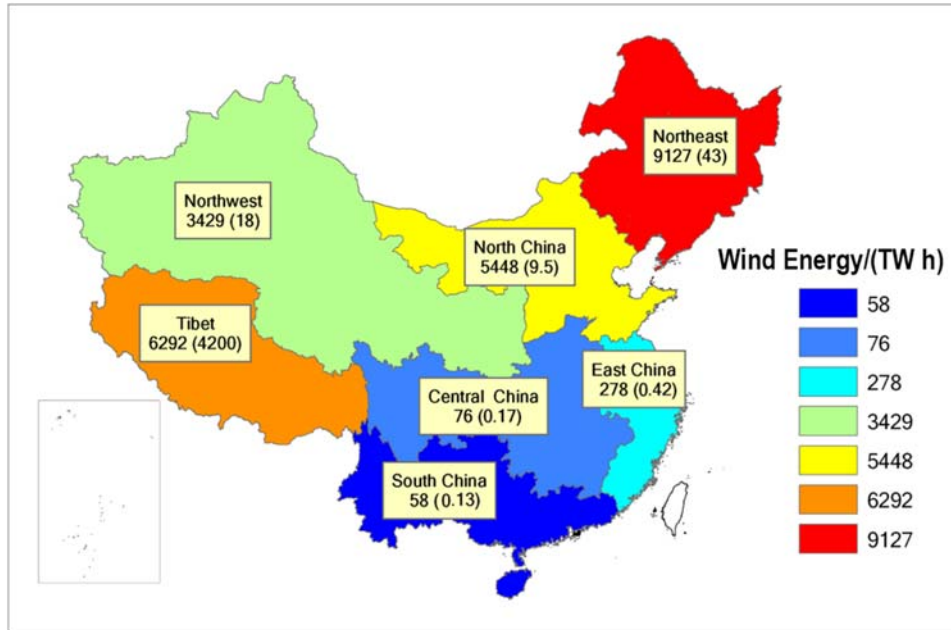 Northeast
9127 (43)
Northwest
3429 (18)
North China
5448 (9.5)
Wind Energy/(TW h)
58
76
278
3429
5448
6292
9127
Tibet
6292 (4200)
East China
278 (0.42)
Central China
76 (0.17)
South China
58 (0.13)